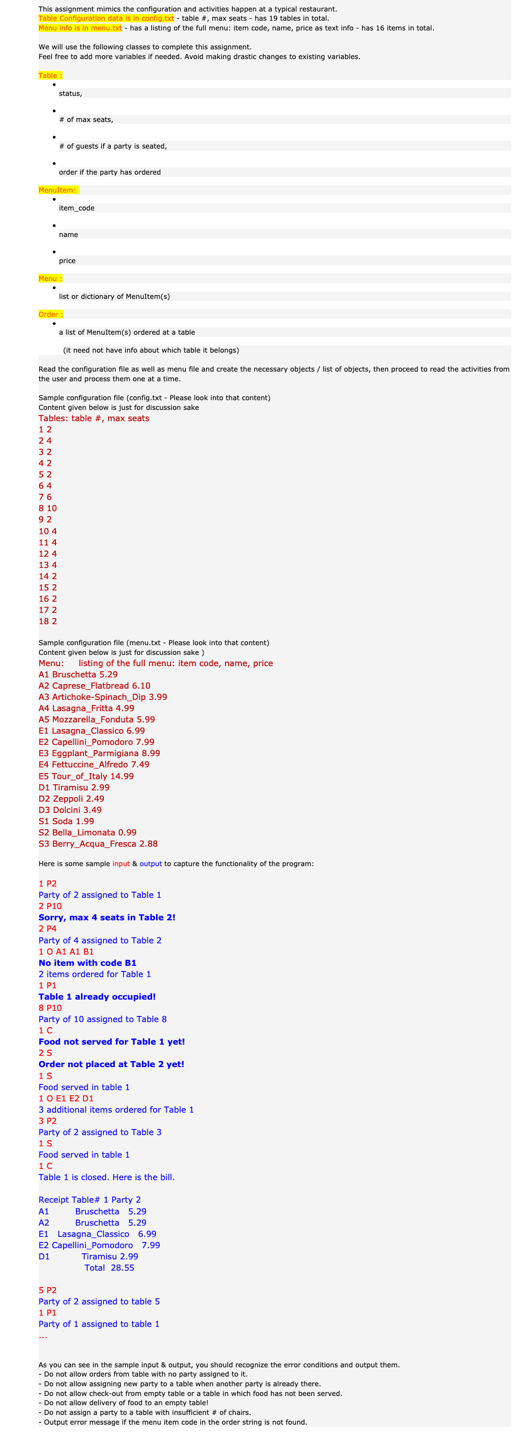 This assignment mimics the configuration and activities happen at a typical restaurant.
Table Configuration data is in config.txt - table #, max seats - has 19 tables in total.
Menu info is in menu.txt - has a listing of the full menu: item code, name, price as text info - has 16 items in total.
We will use the following classes to complete this assignment.
Feel free to add more variables if needed. Avoid making drastic changes to existing variables.
Table :
• status,
• # of max seats,
• # of guests if a party is seated,
• order if the party has ordered
MenuItem:
• item_code
• name
• price
Menu :
• list or dictionary of MenuItem(s)
Order :
• a list of MenuItem(s) ordered at a table
(it need not have info about which table it belongs)
Read the configuration file as well as menu file and create the necessary objects / list of objects, then proceed to read the activities from
the user and process them one at a time.
Sample configuration file (config.txt - Please look into that content)
Content given below is just for discussion sake
Tables: table #, max seats
1 2
2 4
3 2
4 2
5 2
6 4
7 6
8 10
9 2
10 4
11 4
12 4
13 4
14 2
15 2
16 2
17 2
18 2
Sample configuration file (menu.txt - Please look into that content)
Content given below is just for discussion sake )
Menu: listing of the full menu: item code, name, price
A1 Bruschetta 5.29
A2 Caprese_Flatbread 6.10
A3 Artichoke-Spinach_Dip 3.99
A4 Lasagna_Fritta 4.99
A5 Mozzarella_Fonduta 5.99
E1 Lasagna_Classico 6.99
E2 Capellini_Pomodoro 7.99
E3 Eggplant_Parmigiana 8.99
E4 Fettuccine_Alfredo 7.49
E5 Tour_of_Italy 14.99
D1 Tiramisu 2.99
D2 Zeppoli 2.49
D3 Dolcini 3.49
S1 Soda 1.99
S2 Bella_Limonata 0.99
S3 Berry_Acqua_Fresca 2.88
Here is some sample input & output to capture the functionality of the program:
1 P2
Party of 2 assigned to Table 1
2 P10
Sorry, max 4 seats in Table 2!
2 P4
Party of 4 assigned to Table 2
1 O A1 A1 B1
No item with code B1
2 items ordered for Table 1
1 P1
Table 1 already occupied!
8 P10
Party of 10 assigned to Table 8
1 C
Food not served for Table 1 yet!
2 S
Order not placed at Table 2 yet!
1 S
Food served in table 1
1 O E1 E2 D1
3 additional items ordered for Table 1
3 P2
Party of 2 assigned to Table 3
1 S
Food served in table 1
1 C
Table 1 is closed. Here is the bill.
Receipt Table# 1 Party 2
A1 Bruschetta 5.29
A2 Bruschetta 5.29
E1 Lasagna_Classico 6.99
E2 Capellini_Pomodoro 7.99
D1 Tiramisu 2.99
Total 28.55
5 P2
Party of 2 assigned to table 5
1 P1
Party of 1 assigned to table 1
...
As you can see in the sample input & output, you should recognize the error conditions and output them.
- Do not allow orders from table with no party assigned to it.
- Do not allow assigning new party to a table when another party is already there.
- Do not allow check-out from empty table or a table in which food has not been served.
- Do not allow delivery of food to an empty table!
- Do not assign a party to a table with insufficient # of chairs.
- Output error message if the menu item code in the order string is not found.